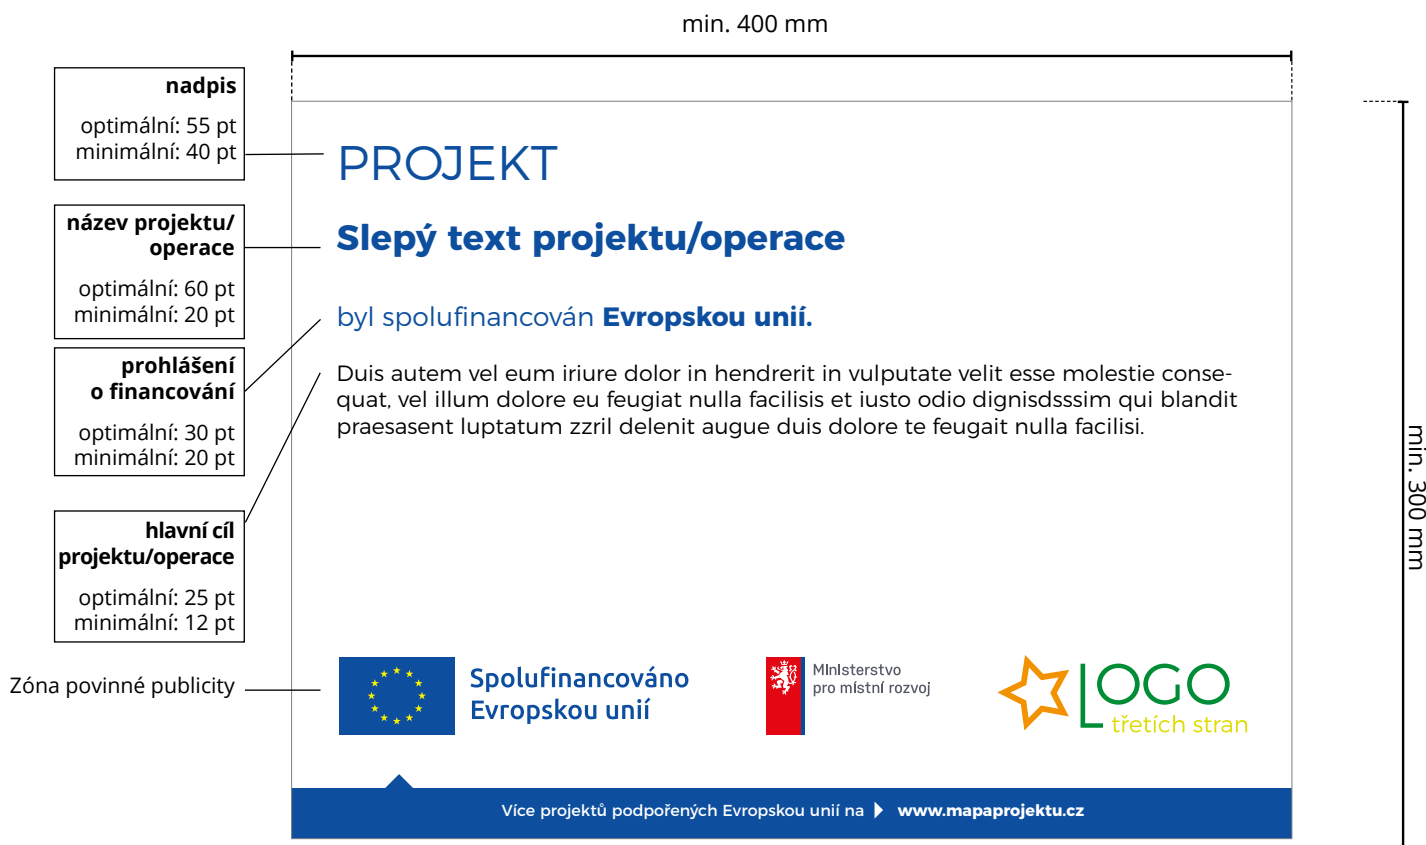 min. 400 mm
nadpis
optimální: 55 pt
minimální: 40 pt
název projektu/
operace
optimální: 60 pt
minimální: 20 pt
prohlášení
o financování
optimální: 30 pt
minimální: 20 pt
hlavní cíl
projektu/operace
optimální: 25 pt
minimální: 12 pt
Zóna povinné publicity
PROJEKT
Slepý text projektu/operace
byl spolufinancován Evropskou unií.
Duis autem vel eum iriure dolor in hendrerit in vulputate velit esse molestie conse-
quat, vel illum dolore eu feugiat nulla facilisis et iusto odio dignisdsssim qui blandit
praesasent luptatum zzril delenit augue duis dolore te feugait nulla facilisi.
Spolufinancováno
Evropskou unií
Ministerstvo
pro místní rozvoj
LOGO
třetích stran
Více projektů podpořených Evropskou unií na www.mapaprojektu.cz
min. 300 mm